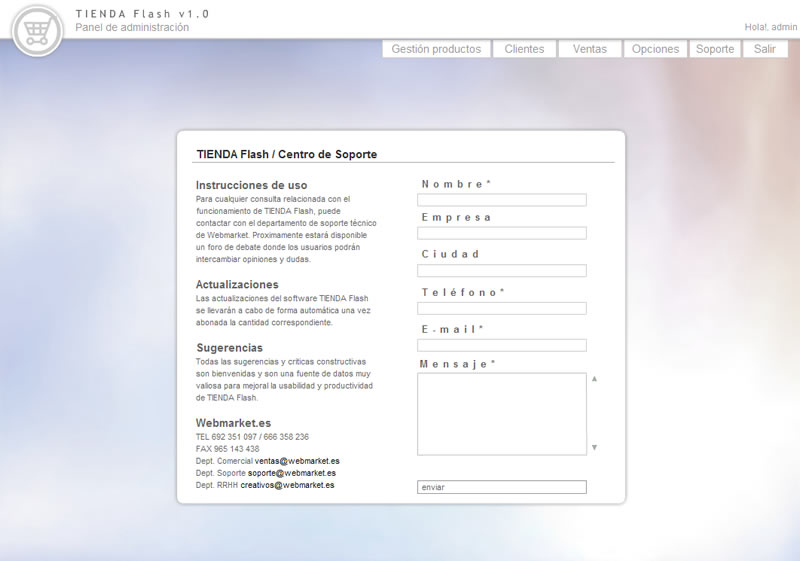 TIENDA Flash v1.0
Panel de administración
Hola!. admin
Gestión productos
Clientes
Ventas
Opciones
Soporte
Salir
TIENDA Flash / Centro de Soporte
Instrucciones de uso
Para cualquier consulta relacionada con el
funcionamiento de TIENDA Flash, puede
contactar con el departamento de soporte técnico
de Webmarket. Proximamente estará disponible
un foro de debate donde los usuarios podrán
intercambiar opiniones y dudas.
Actualizaciones
Las actualizaciones del software TIENDA Flash
se llevarán a cabo de forma automática una vez
abonada la cantidad correspondiente.
Sugerencias
Todas las sugerencias y criticas constructivas
son bienvenidas y son una fuente de datos muy
valiosa para mejoral la usabilidad y productividad
de TIENDA Flash.
Webmarket.es
TEL 692 351 097 / 666 358 236
FAX 965 143 438
Dept. Comercial ventas@webmarket.es
Dept. Soporte soporte@webmarket.es
Dept. RRHH creativos@webmarket.es
Nombre*
Empresa
Ciudad
Teléfono*
E-mail*
Mensaje*
enviar